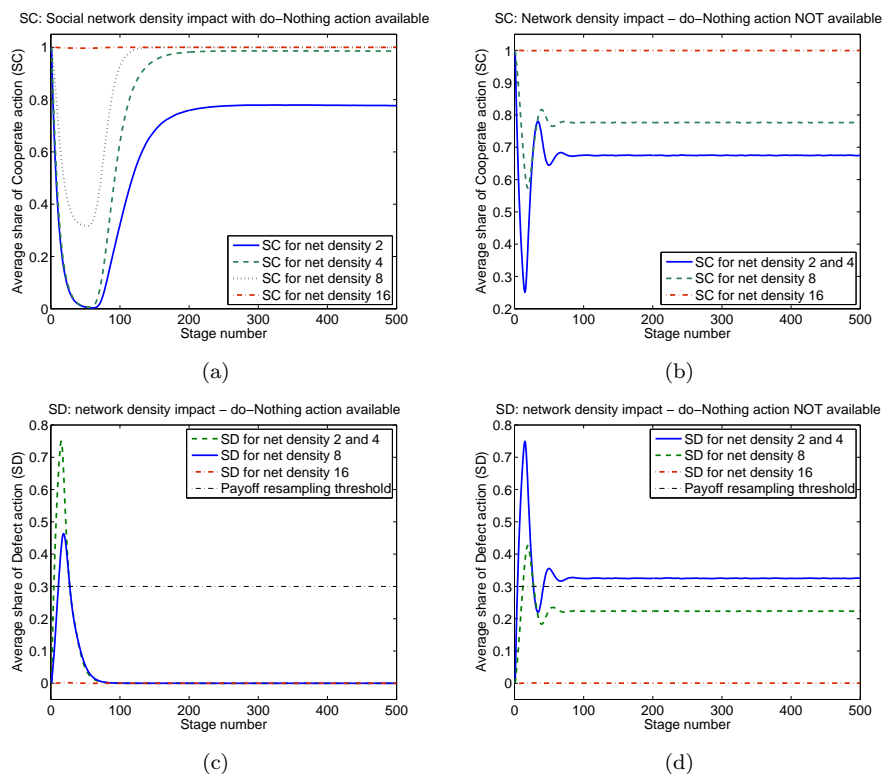 SC: Social network density impact with do−Nothing action available
Average share of Cooperate action (SC)
1
0.8
0.6
0.4
0.2
0
SC for net density 2
SC for net density 4
SC for net density 8
SC for net density 16
0 100 200 300 400 500
Stage number
(a)
SC: Network density impact − do−Nothing action NOT available
Average share of Cooperate action (SC)
1
0.9
0.8
0.7
0.6
0.5
0.4
0.3
0.2
SC for net density 2 and 4
SC for net density 8
SC for net density 16
0 100 200 300 400 500
Stage number
(b)
SD: network density impact − do−Nothing action available
Average share of Defect action (SD)
0.8
0.7
0.6
0.5
0.4
0.3
0.2
0.1
0
SD for net density 2 and 4
SD for net density 8
SD for net density 16
Payoff resampling threshold
0 100 200 300 400 500
Stage number
(c)
SD: network density impact − do−Nothing action NOT available
Average share of Defect action (SD)
0.8
0.7
0.6
0.5
0.4
0.3
0.2
0.1
0
SD for net density 2 and 4
SD for net density 8
SD for net density 16
Payoff resampling threshold
0 100 200 300 400 500
Stage number
(d)